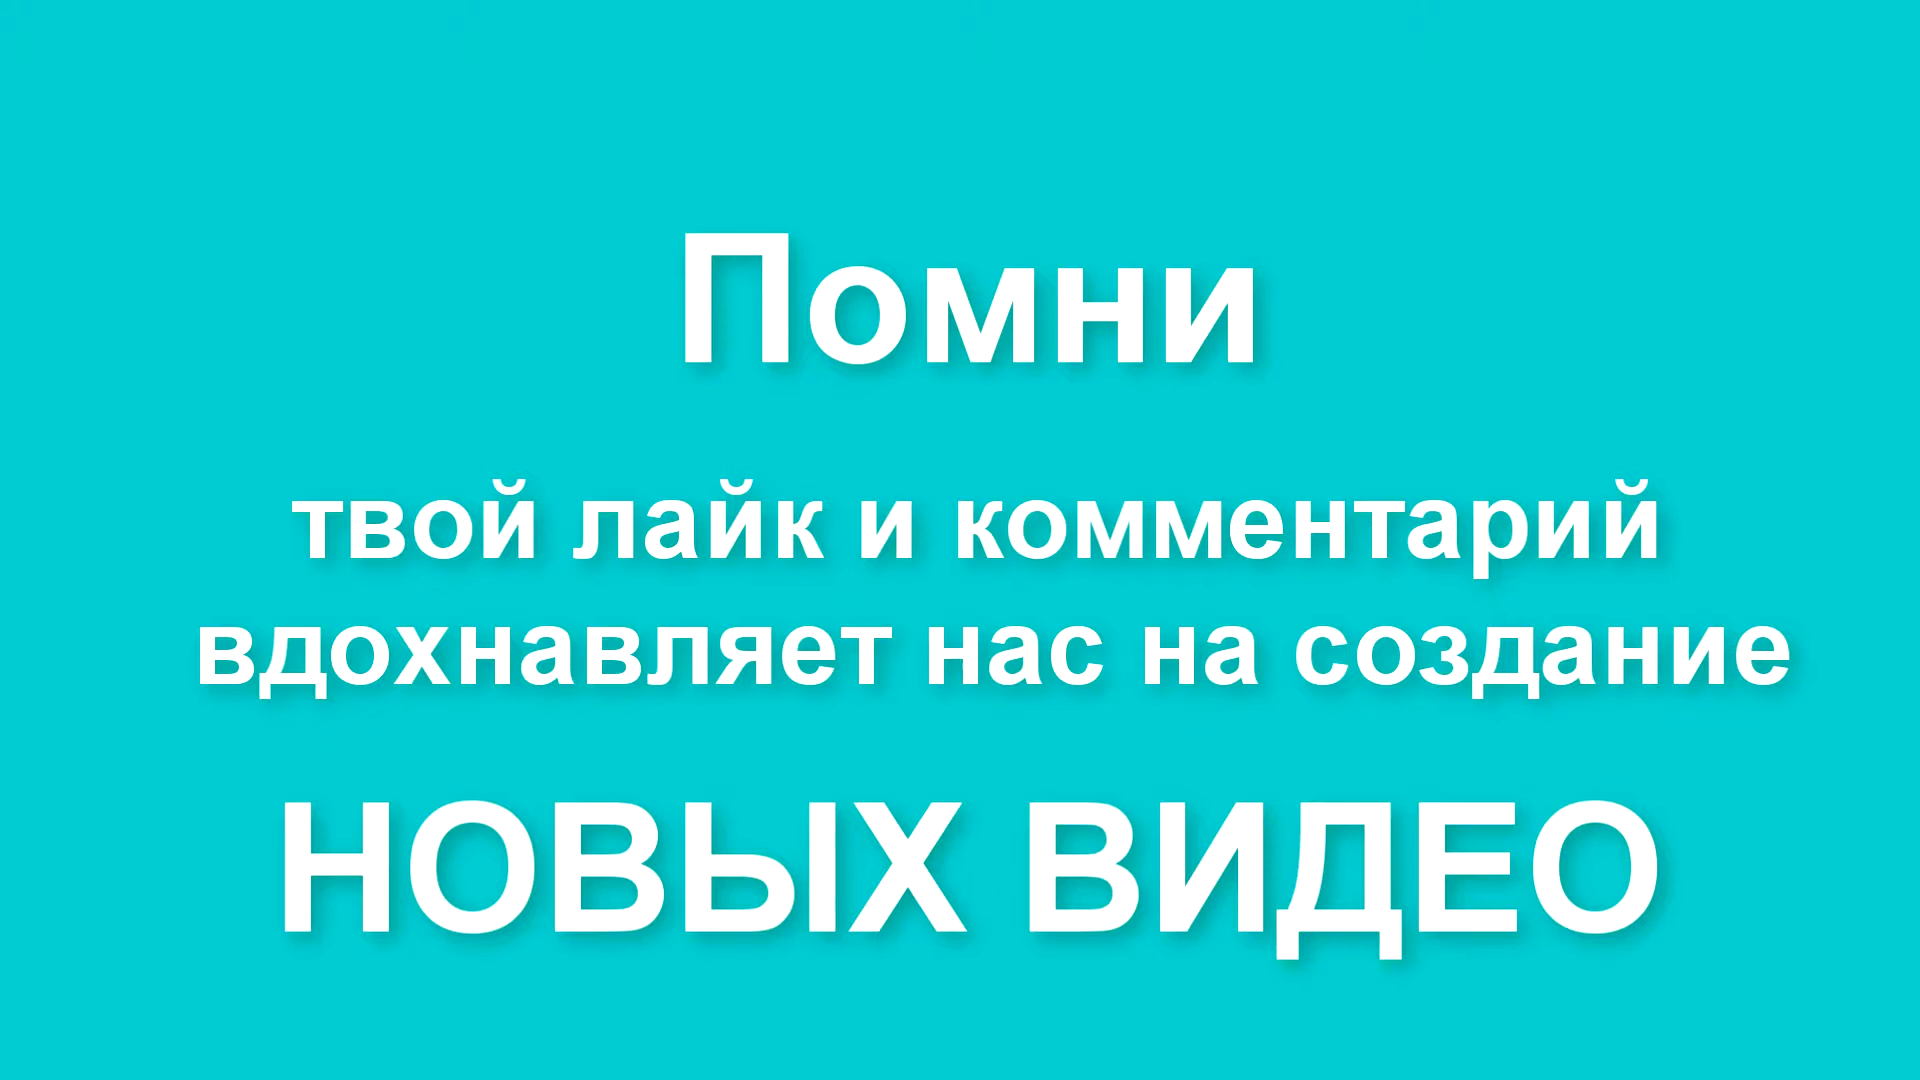 Помни
твой лайк и комментарий
вдохнавляет нас на создание
НОВЫХ ВИДЕО